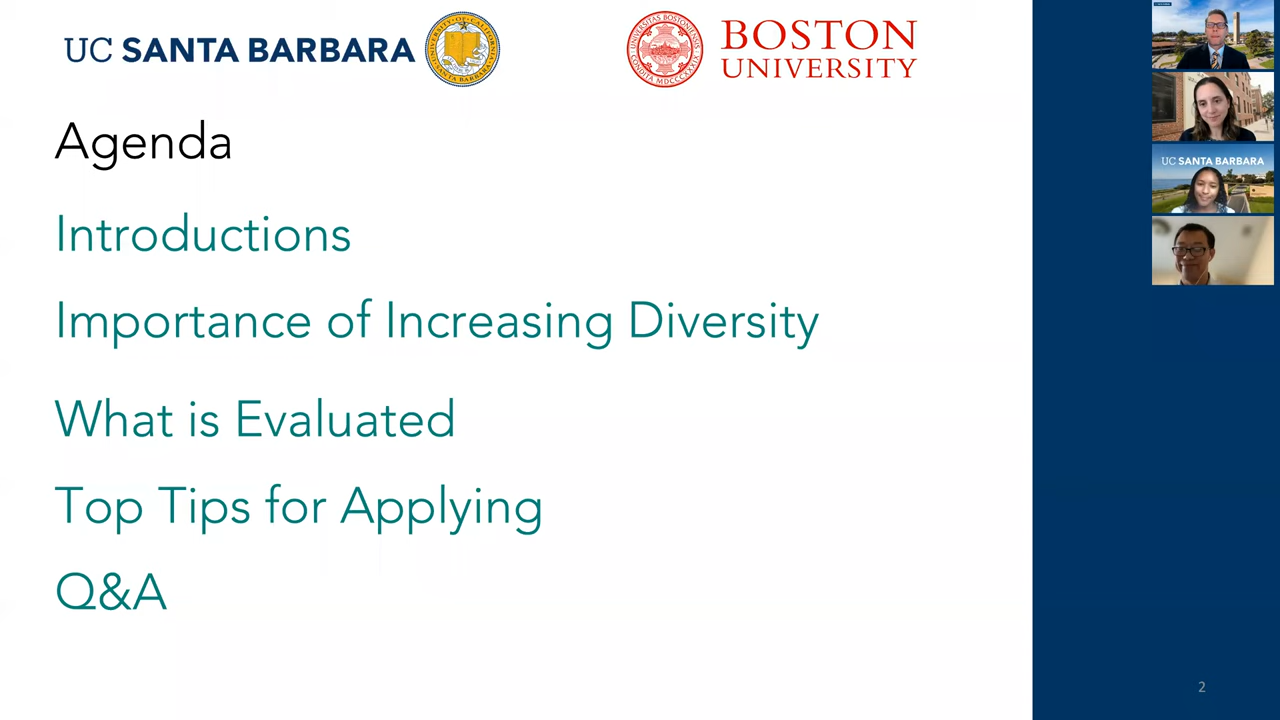 UC SANTA BARBARA
BOSTON
UNIVERSITY
Agenda
Introductions
Importance of Increasing Diversity
What is Evaluated
Top Tips for Applying
Q&A
UC SANTA BARBARA
2